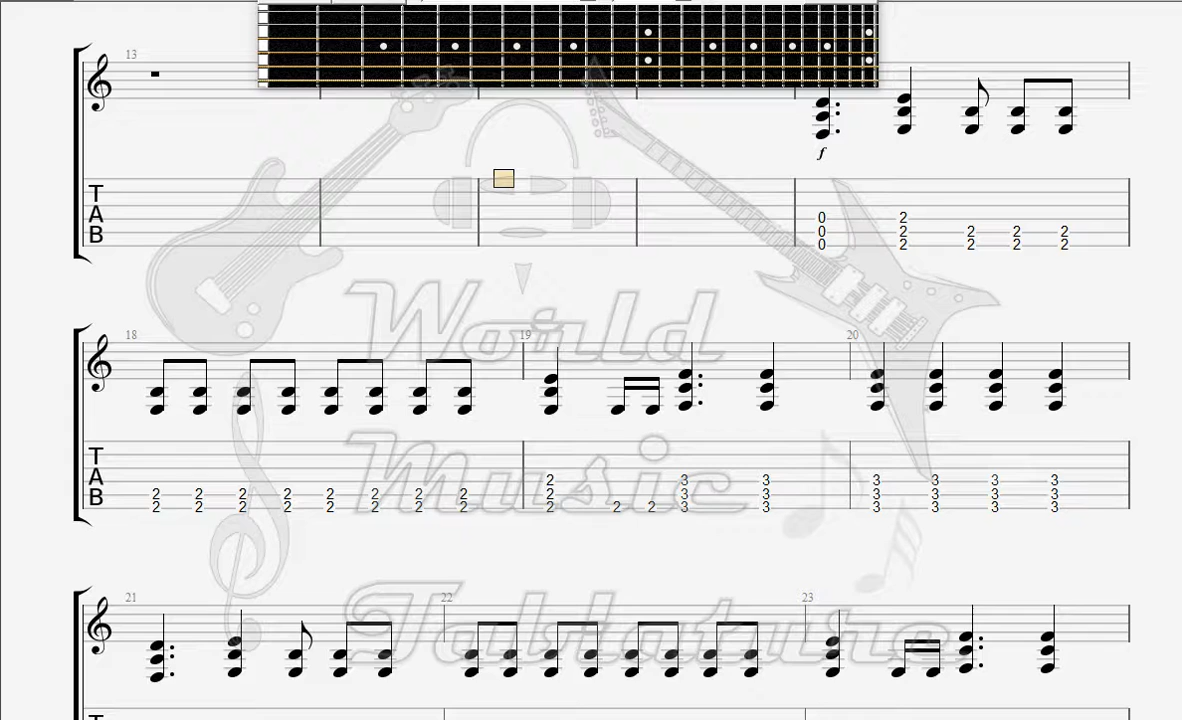 13
f
T
A
B
0 2
0 2 2 2 2
0 2 2 2 2
World
18 19 20
T
A
B
2 3 3 3 3 3 3
2 2 2 2 2 2 2 2 2 3 3 3 3 3 3
2 2 2 2 2 2 2 2 2 2 2 3 3 3 3 3 3
Music
21 22 23
Tablature
T